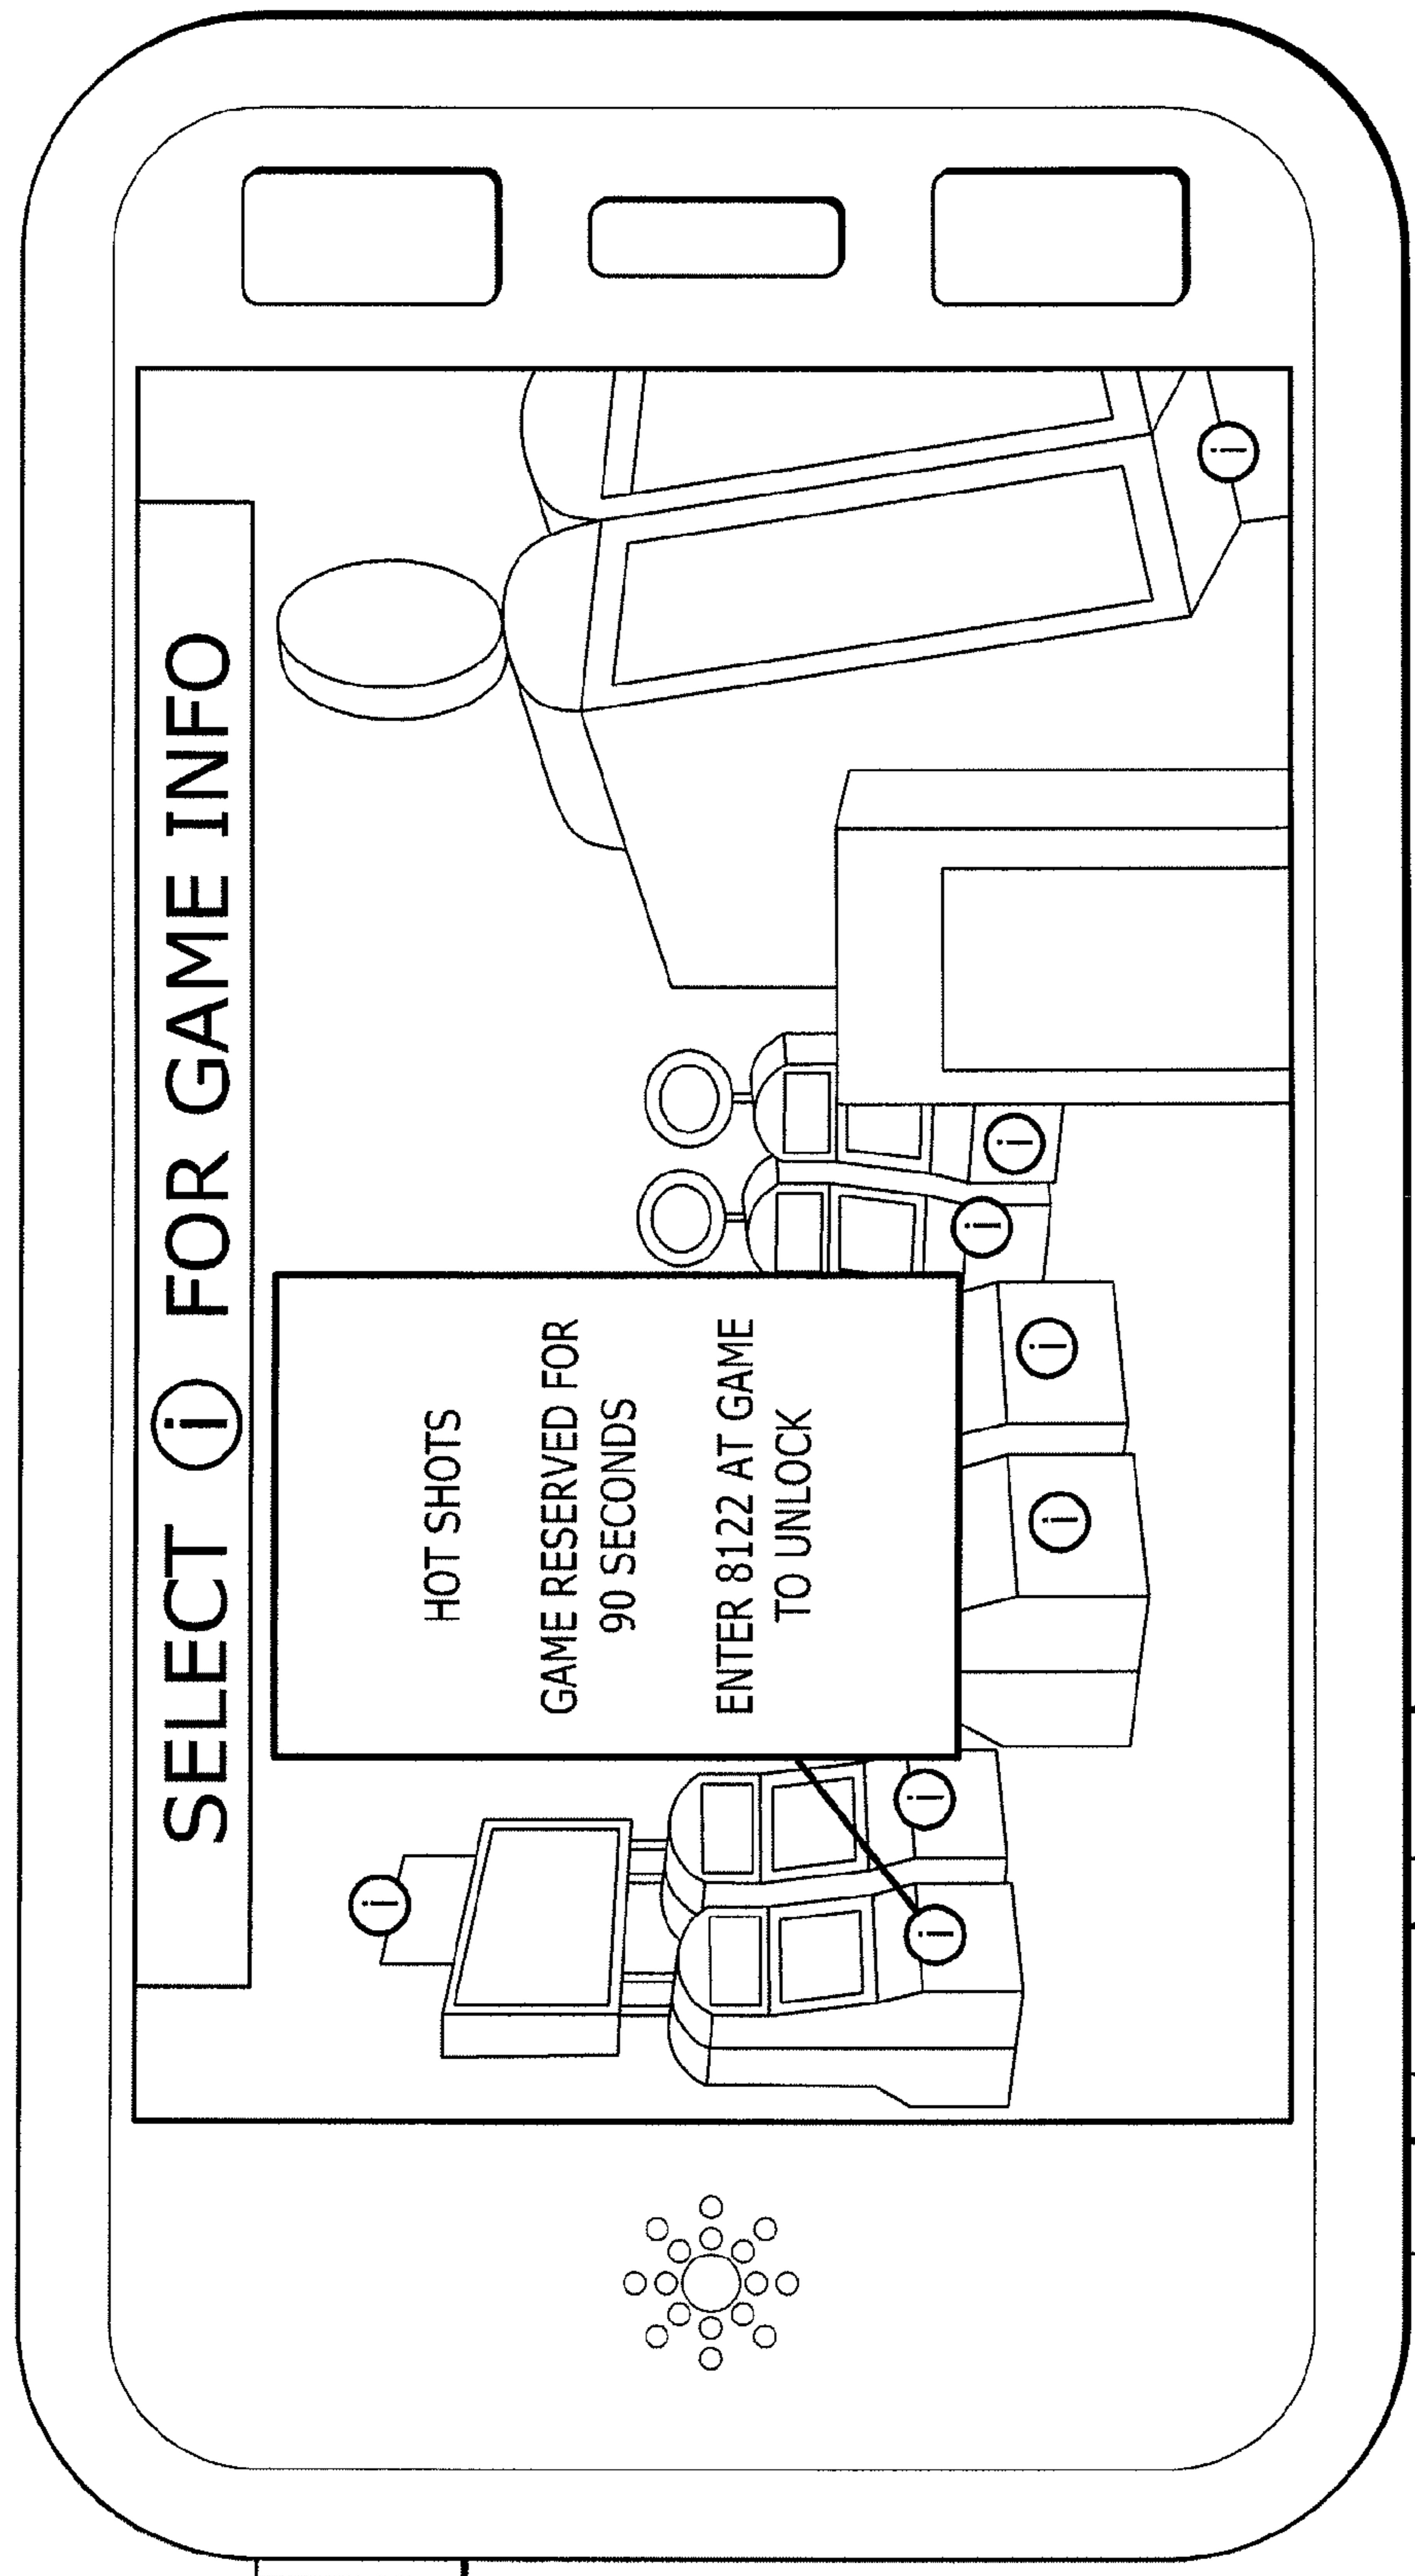 SELECT ⓘ FOR GAME INFO
HOT SHOTS
GAME RESERVED FOR
90 SECONDS
ENTER 8122 AT GAME
TO UNLOCK
i
i
i
i
i
i
i
i